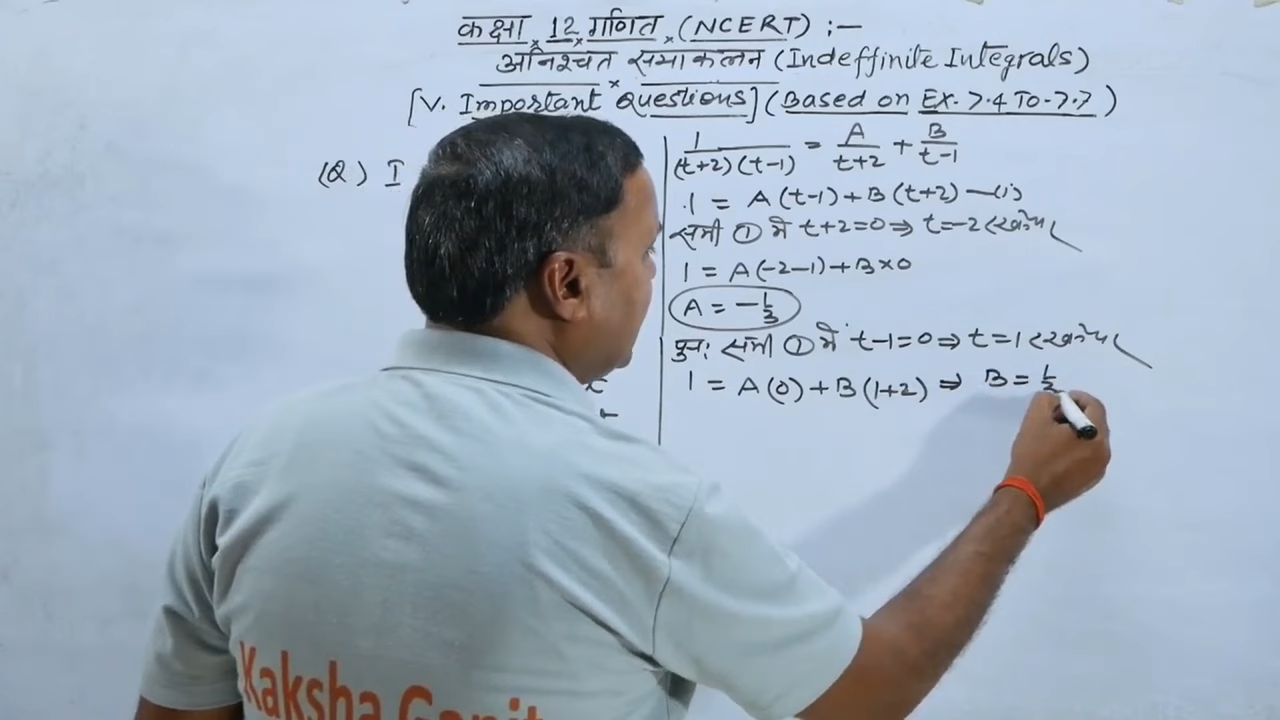 कक्षा 12 गणित (NCERT) :-
अनिश्चत समाकलन (Indeffinite Integrals)
[V. Important Questions] (Based on Ex. 7.4 To-7.7)
(Q) I
1/(t+2)(t-1) = A/t+2 + B/t-1
1 = A(t-1) + B(t+2) —(i)
समी ① मे t+2=0 ⇒ t=-2 रखनेपर
1 = A(-2-1) + B×0
A = -1/3
पुनः समी ① मे t-1=0 ⇒ t=1 रखनेपर
1 = A(0) + B(1+2) ⇒ B = 1/3
Kaksha Ganit